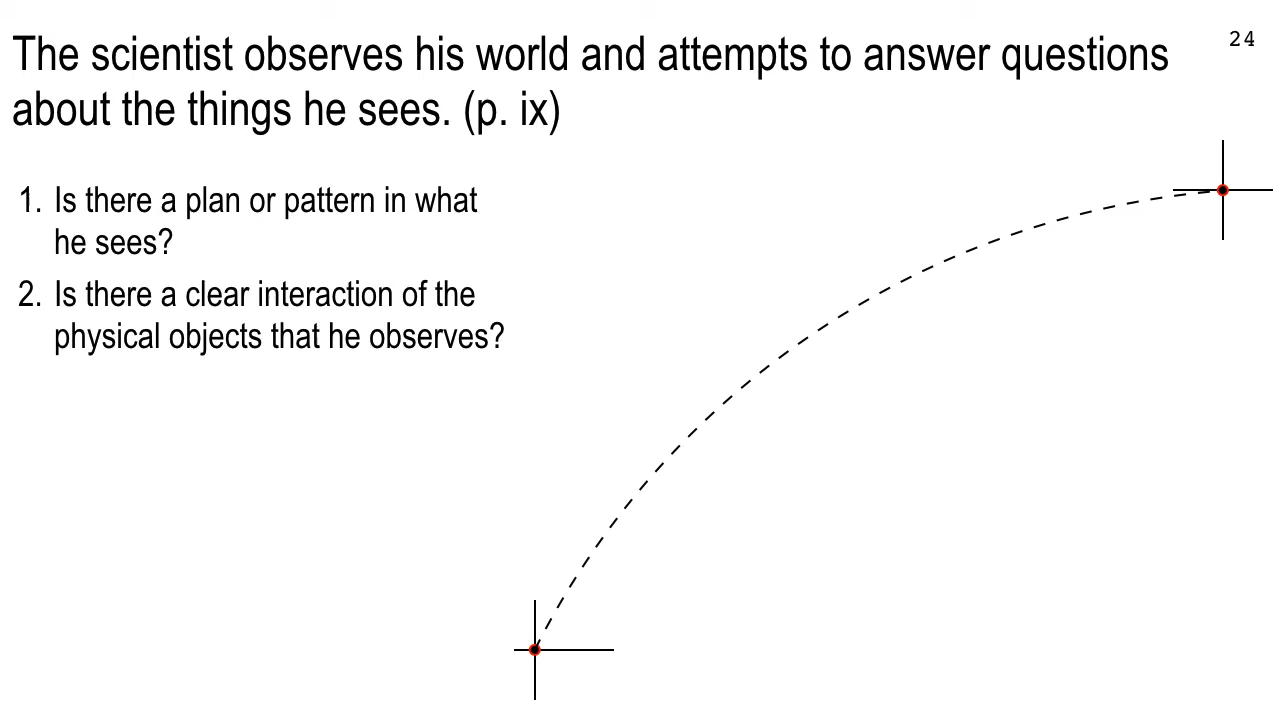 The scientist observes his world and attempts to answer questions
about the things he sees. (p. ix)
24
1. Is there a plan or pattern in what
he sees?
2. Is there a clear interaction of the
physical objects that he observes?